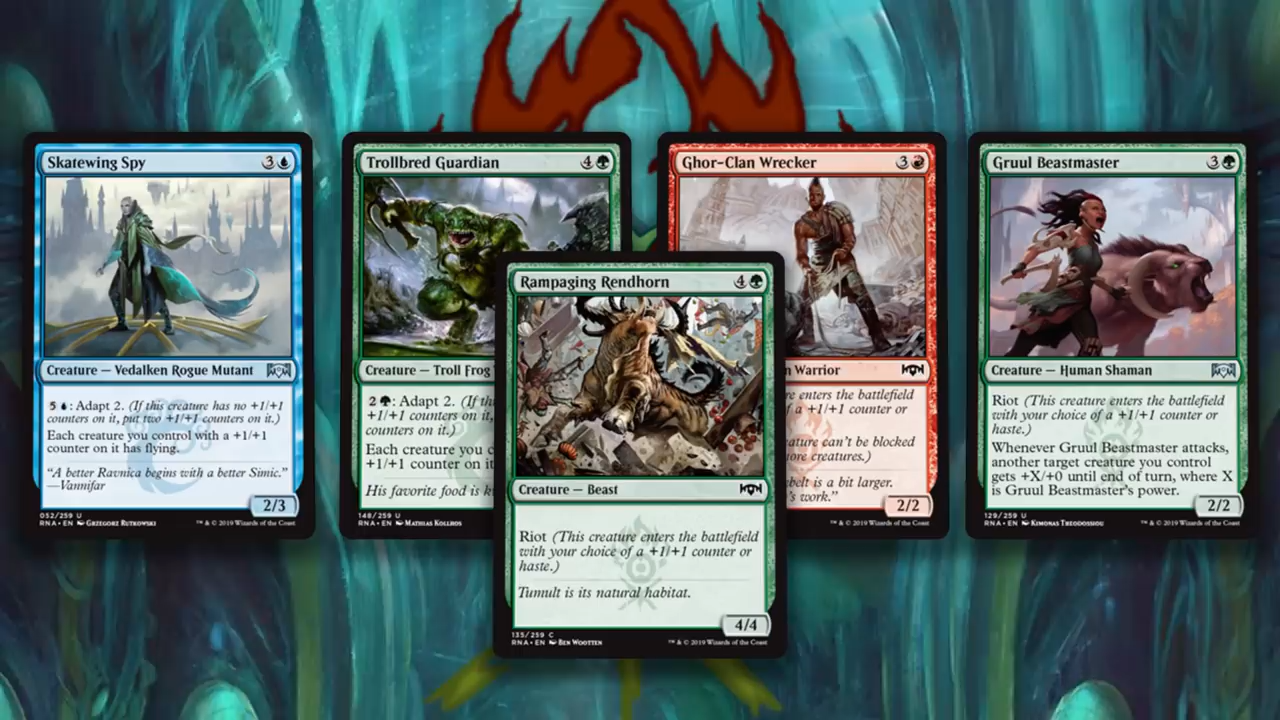 Skatewing Spy 3
Creature — Vedalken Rogue Mutant
5 : Adapt 2. (If this creature has no +1/+1
counters on it, put two +1/+1 counters on it.)
Each creature you control with a +1/+1
counter on it has flying.
“A better Ravnica begins with a better Simic.”
—Vannifar
2/3
052/259 U
RNA • EN Grzegorz Rutkowski ™ & © 2019 Wizards of the Coast
Trollbred Guardian 4
Creature — Troll Frog
2 : Adapt 2. (If th
+1/+1 counters on it,
counters on it.)
Each creature you c
+1/+1 counter on it
His favorite food is k
148/259 U
RNA • EN Mathias Kollros
Rampaging Rendhorn 4
Creature — Beast
Riot (This creature enters the battlefield
with your choice of a +1/+1 counter or
haste.)
Tumult is its natural habitat.
4/4
135/259 C
RNA • EN Ben Wootten ™ & © 2019 Wizards of the Coast
Ghor-Clan Wrecker 3
n Warrior
re enters the battlefield
f a +1/+1 counter or
ature can't be blocked
ore creatures.)
belt is a bit larger.
's work.”
2/2
™ & © 2019 Wizards of the Coast
Gruul Beastmaster 3
Creature — Human Shaman
Riot (This creature enters the battlefield
with your choice of a +1/+1 counter or
haste.)
Whenever Gruul Beastmaster attacks,
another target creature you control
gets +X/+0 until end of turn, where X
is Gruul Beastmaster's power.
2/2
129/259 U
RNA • EN Kimonas Theodossiou ™ & © 2019 Wizards of the Coast